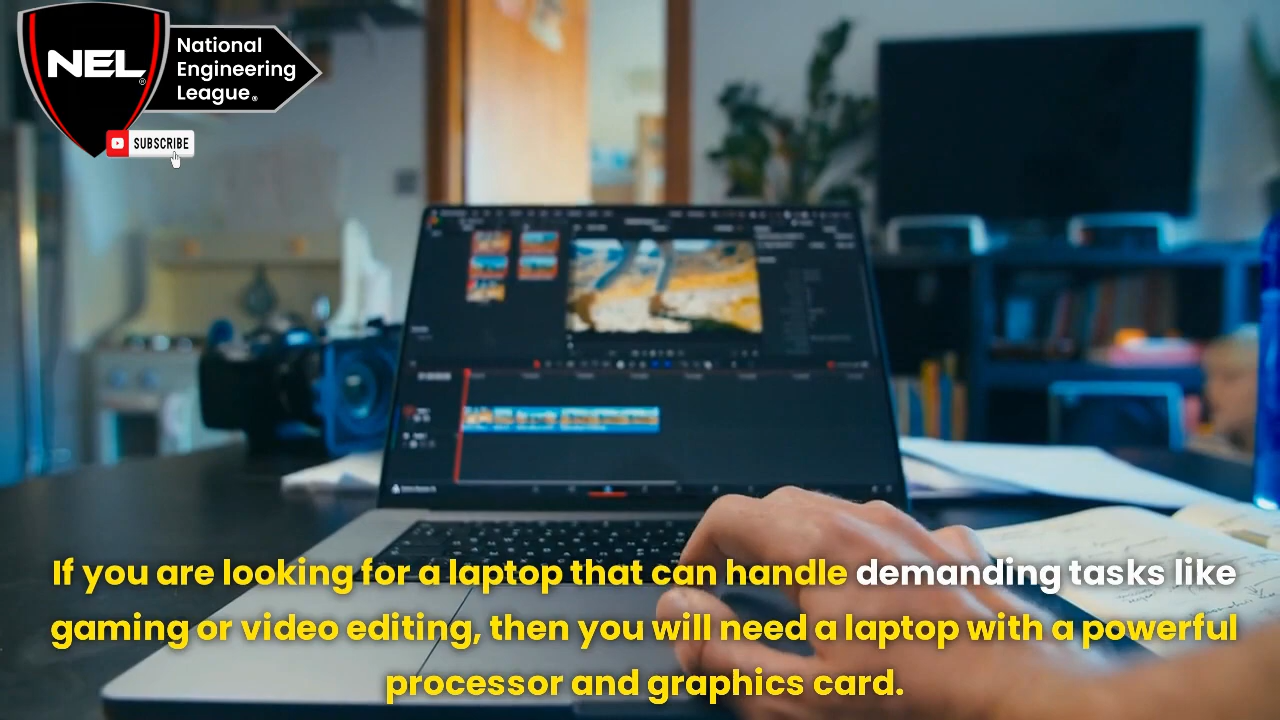 NEL®
National
Engineering
League®
SUBSCRIBE
If you are looking for a laptop that can handle demanding tasks like
gaming or video editing, then you will need a laptop with a powerful
processor and graphics card.